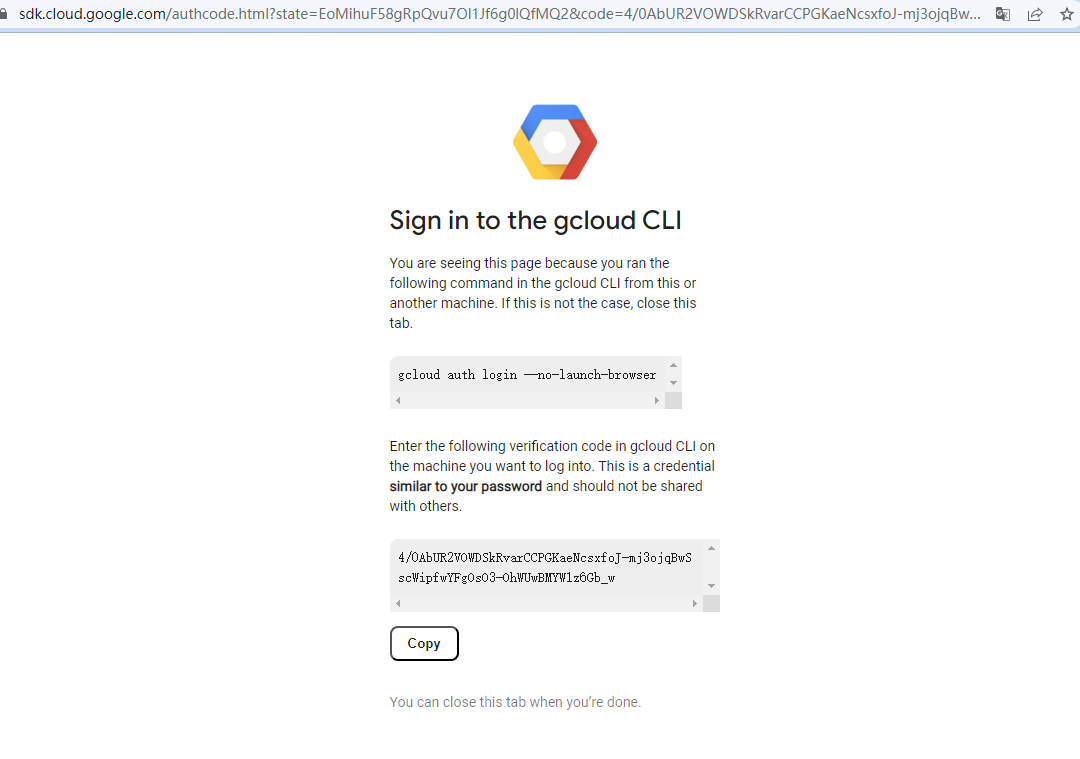 sdk.cloud.google.com/authcode.html?state=EoMihuF58gRpQvu7Ol1Jf6g0lQfMQ2&code=4/0AbUR2VOWDSkRvarCCPGKaeNcsxfoJ-mj3ojqBw...
Sign in to the gcloud CLI
You are seeing this page because you ran the
following command in the gcloud CLI from this or
another machine. If this is not the case, close this
tab.
gcloud auth login --no-launch-browser
Enter the following verification code in gcloud CLI on
the machine you want to log into. This is a credential
similar to your password and should not be shared
with others.
4/0AbUR2VOWDSkRvarCCPGKaeNcsxfoJ-mj3ojqBwS
scWipfwYFgOsO3-OhWUwBMYWlz6Gb_w
Copy
You can close this tab when you're done.